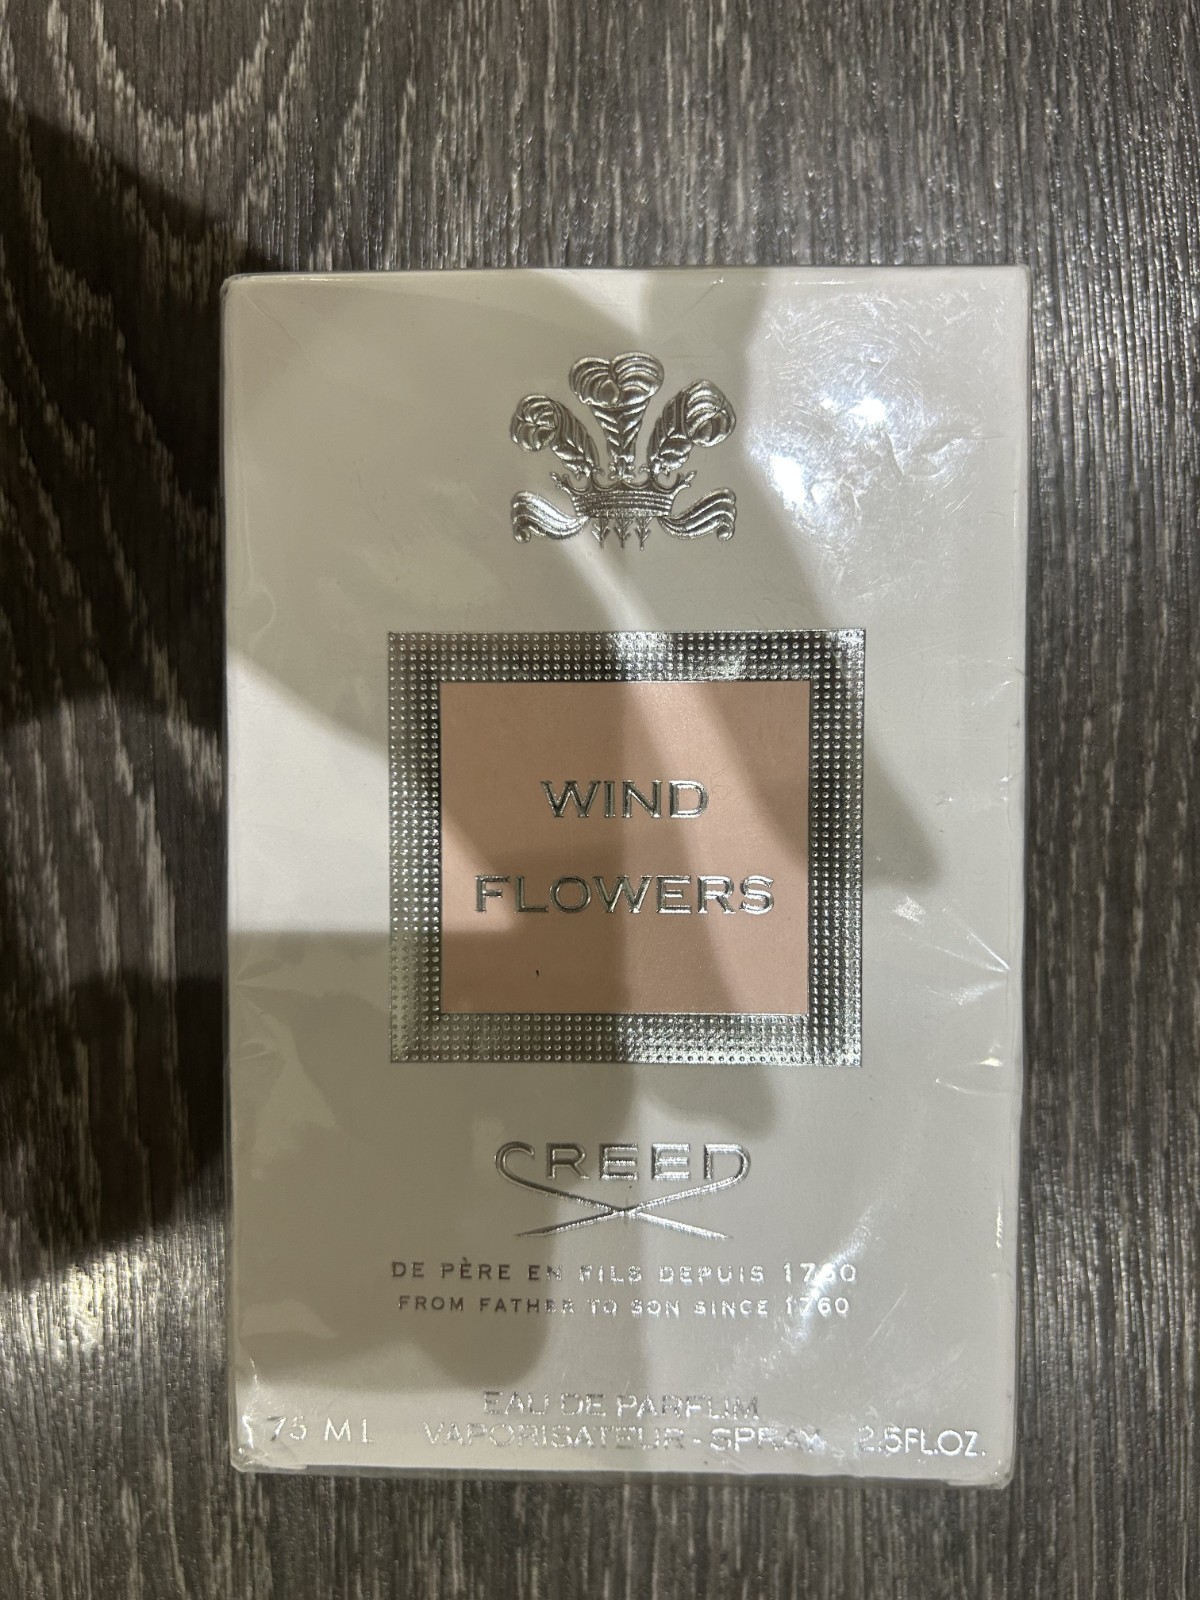 WIND
FLOWERS
CREED
DE PÈRE EN FILS DEPUIS 1760
FROM FATHER TO SON SINCE 1760
EAU DE PARFUM
75 ML VAPORISATEUR - SPRAY 2.5FL.OZ.